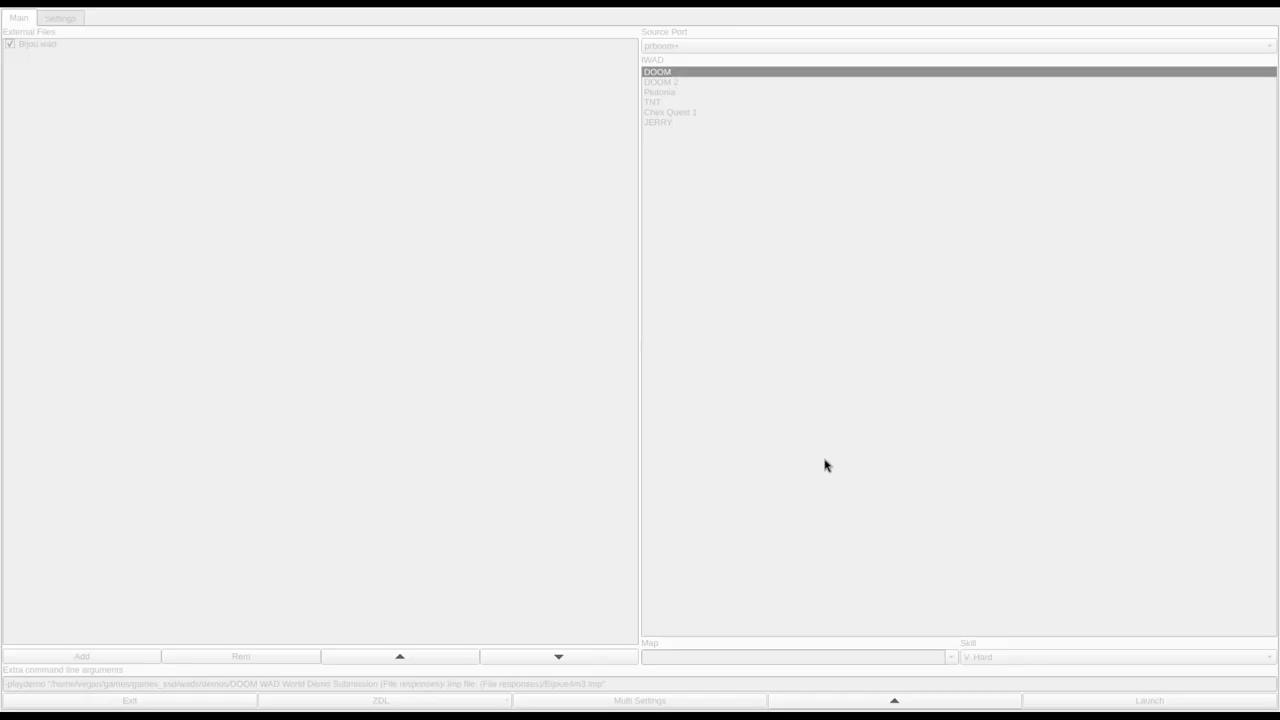 Main Settings
External Files
Bijou.wad
Add Rem
Extra command line arguments
-playdemo "/home/vegan/games/games_ssd/wads/demos/DOOM WAD World Demo Submission (File responses)/.lmp file. (File responses)/Bijoue4m3.lmp"
Source Port
prboom+
IWAD
DOOM
DOOM 2
Plutonia
TNT
Chex Quest 1
JERRY
Map Skill
V. Hard
Exit ZDL Multi Settings Launch